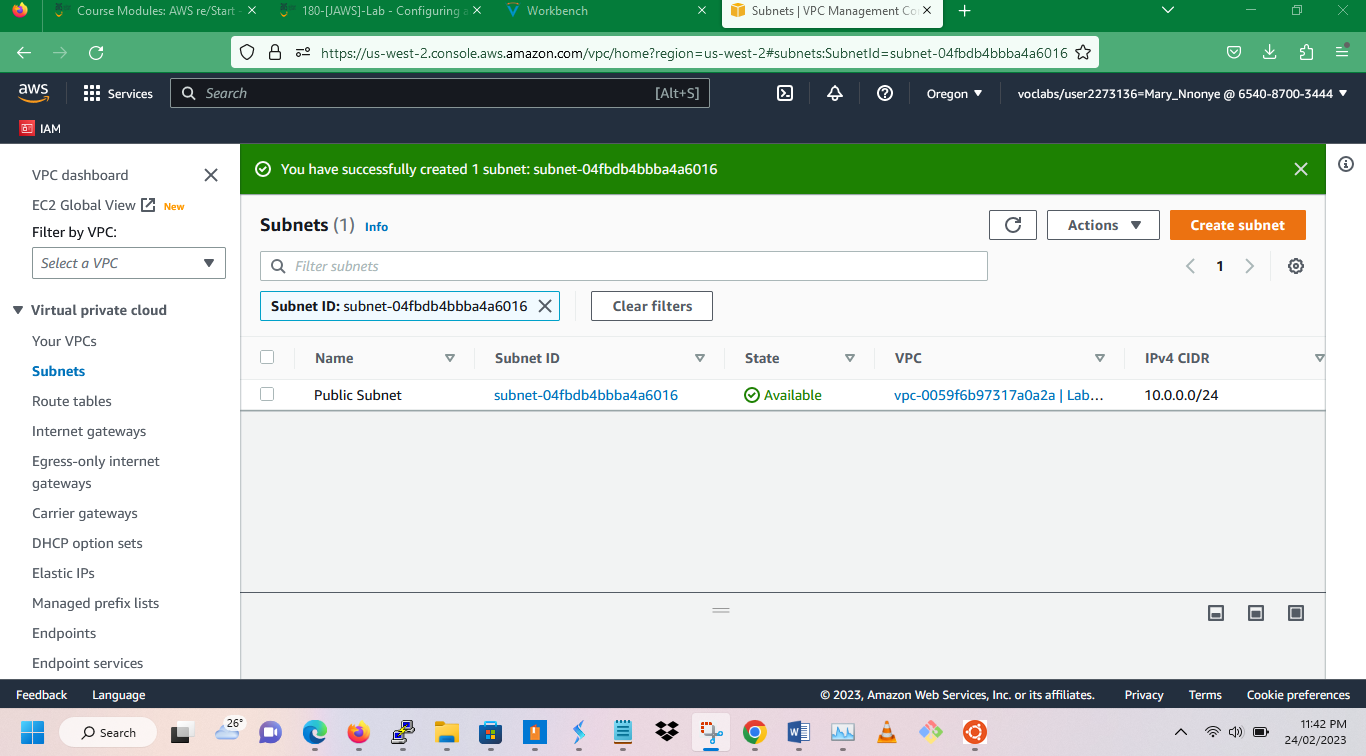 Course Modules: AWS re/Start -
180-[JAWS]-Lab - Configuring a
Workbench
Subnets | VPC Management Co
https://us-west-2.console.aws.amazon.com/vpc/home?region=us-west-2#subnets:SubnetId=subnet-04fbdb4bbba4a6016
aws
Services
Search
[Alt+S]
Oregon
voclabs/user2273136=Mary_Nnonye @ 6540-8700-3444
IAM
VPC dashboard
EC2 Global View
New
Filter by VPC:
Select a VPC
Virtual private cloud
Your VPCs
Subnets
Route tables
Internet gateways
Egress-only internet
gateways
Carrier gateways
DHCP option sets
Elastic IPs
Managed prefix lists
Endpoints
Endpoint services
You have successfully created 1 subnet: subnet-04fbdb4bbba4a6016
Subnets (1) Info
Actions
Create subnet
Filter subnets
1
Subnet ID: subnet-04fbdb4bbba4a6016
Clear filters
Name Subnet ID State VPC IPv4 CIDR
Public Subnet subnet-04fbdb4bbba4a6016 Available vpc-0059f6b97317a0a2a | Lab... 10.0.0.0/24
Feedback Language © 2023, Amazon Web Services, Inc. or its affiliates. Privacy Terms Cookie preferences
Search
26°
11:42 PM
24/02/2023